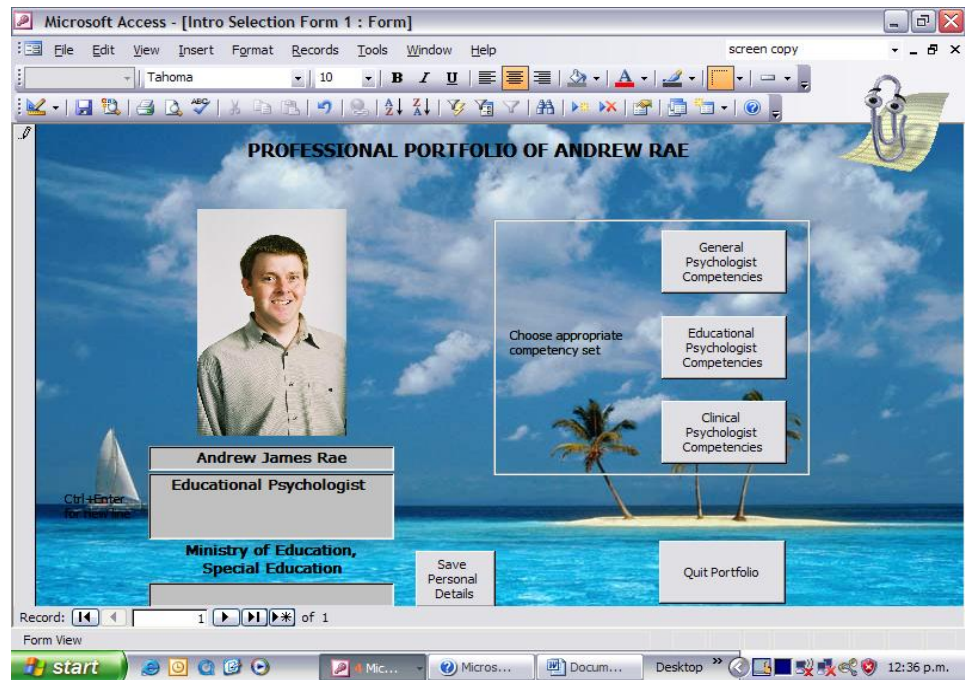 Microsoft Access - [Intro Selection Form 1 : Form]
File Edit View Insert Format Records Tools Window Help screen copy
Tahoma 10 B I U
PROFESSIONAL PORTFOLIO OF ANDREW RAE
General
Psychologist
Competencies
Choose appropriate
competency set
Educational
Psychologist
Competencies
Clinical
Psychologist
Competencies
Andrew James Rae
Educational Psychologist
Ctrl+Enter
for new line
Ministry of Education,
Special Education
Save
Personal
Details
Quit Portfolio
Record: 1 of 1
Form View
start 4 Mic... Micros... Docum... Desktop 12:36 p.m.